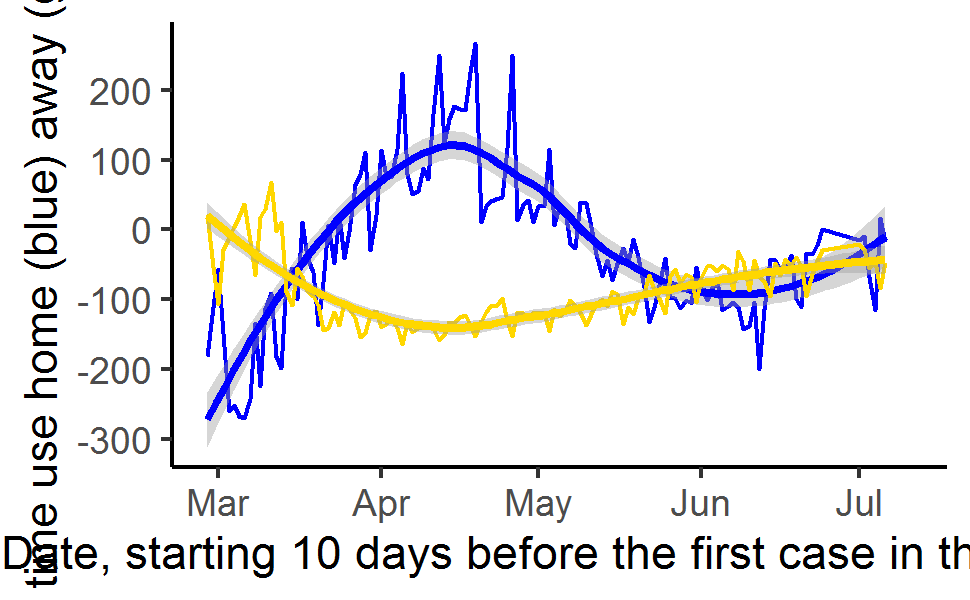 time use home (blue) away (
200
100
0
-100
-200
-300
Mar Apr May Jun Jul
Date, starting 10 days before the first case in th